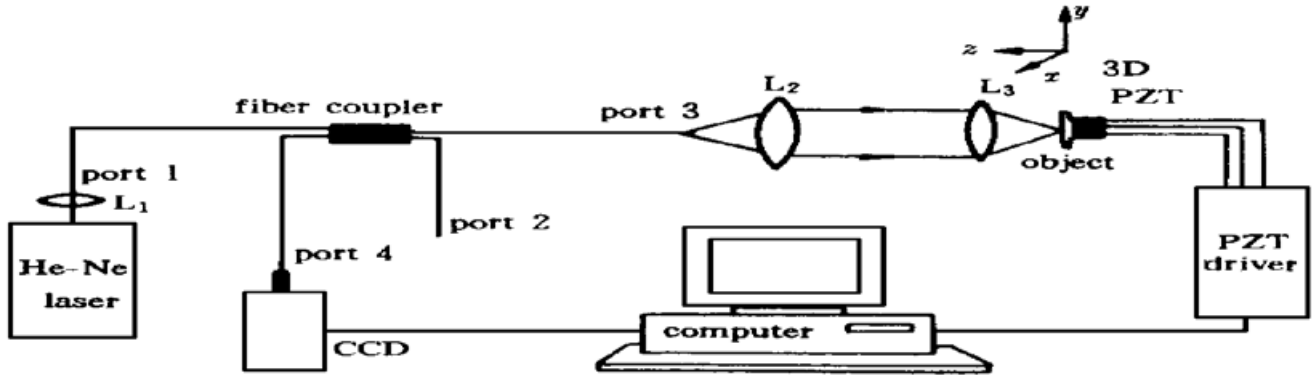 y
z
x
3D
PZT
L2
L3
fiber coupler
port 3
object
port 1
L1
port 2
port 4
He-Ne
laser
PZT
driver
computer
CCD